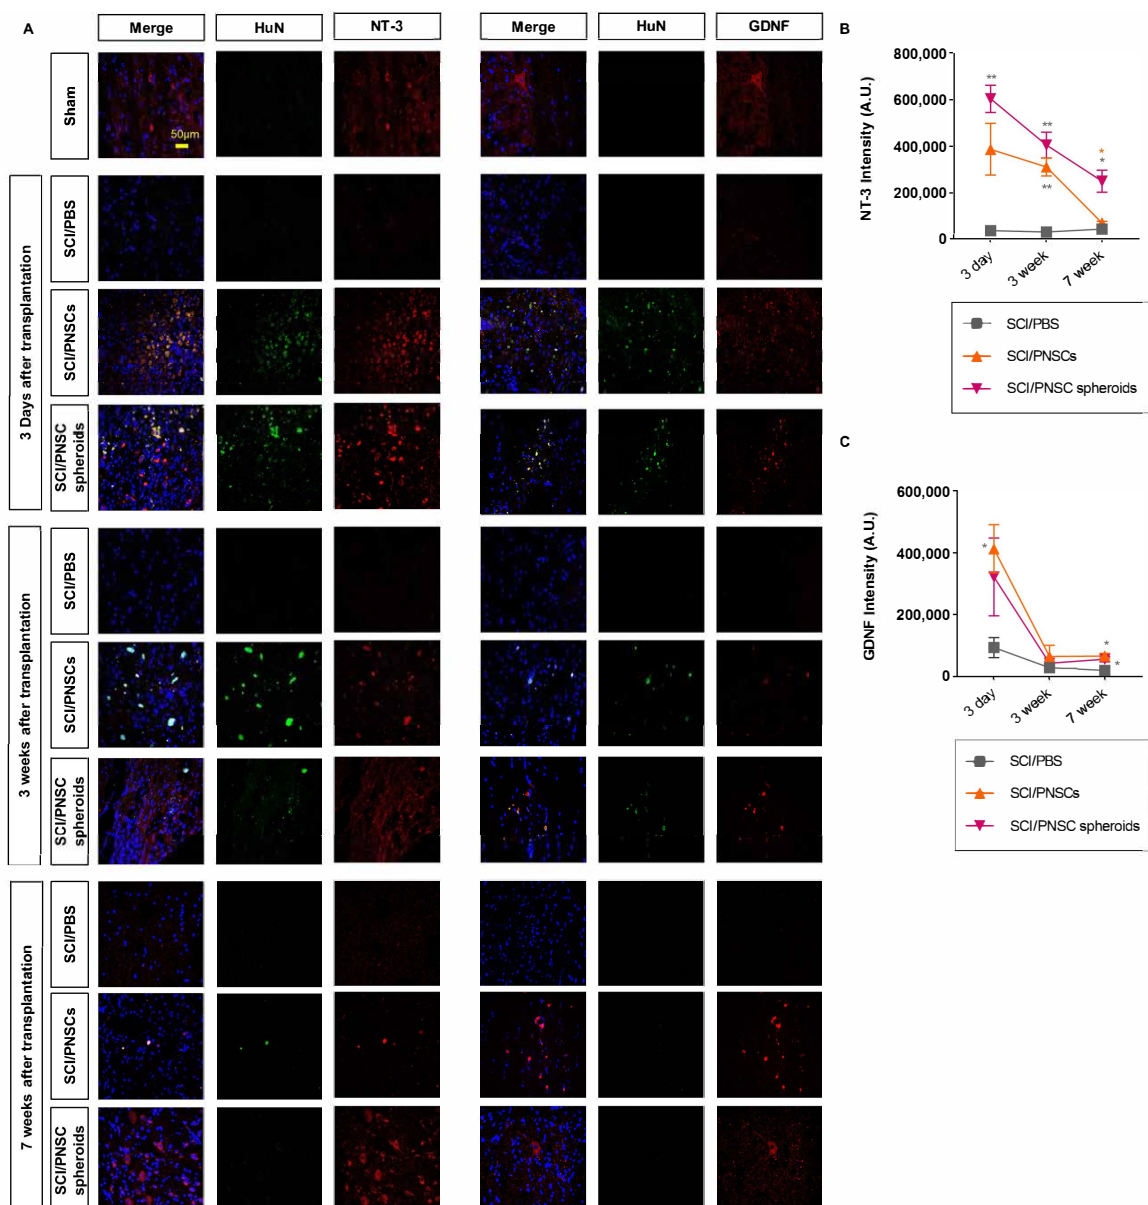 A
Merge
HuN
NT-3
Merge
HuN
GDNF
Sham
50µm
3 Days after transplantation
SCI/PBS
SCI/PNSCs
SCI/PNSC
spheroids
3 weeks after transplantation
SCI/PBS
SCI/PNSCs
SCI/PNSC
spheroids
7 weeks after transplantation
SCI/PBS
SCI/PNSCs
SCI/PNSC
spheroids
B
NT-3 Intensity (A.U.)
800,000
600,000
400,000
200,000
0
**
**
**
*
*
3 day
3 week
7 week
SCI/PBS
SCI/PNSCs
SCI/PNSC spheroids
C
GDNF Intensity (A.U.)
600,000
400,000
200,000
0
*
*
*
3 day
3 week
7 week
SCI/PBS
SCI/PNSCs
SCI/PNSC spheroids